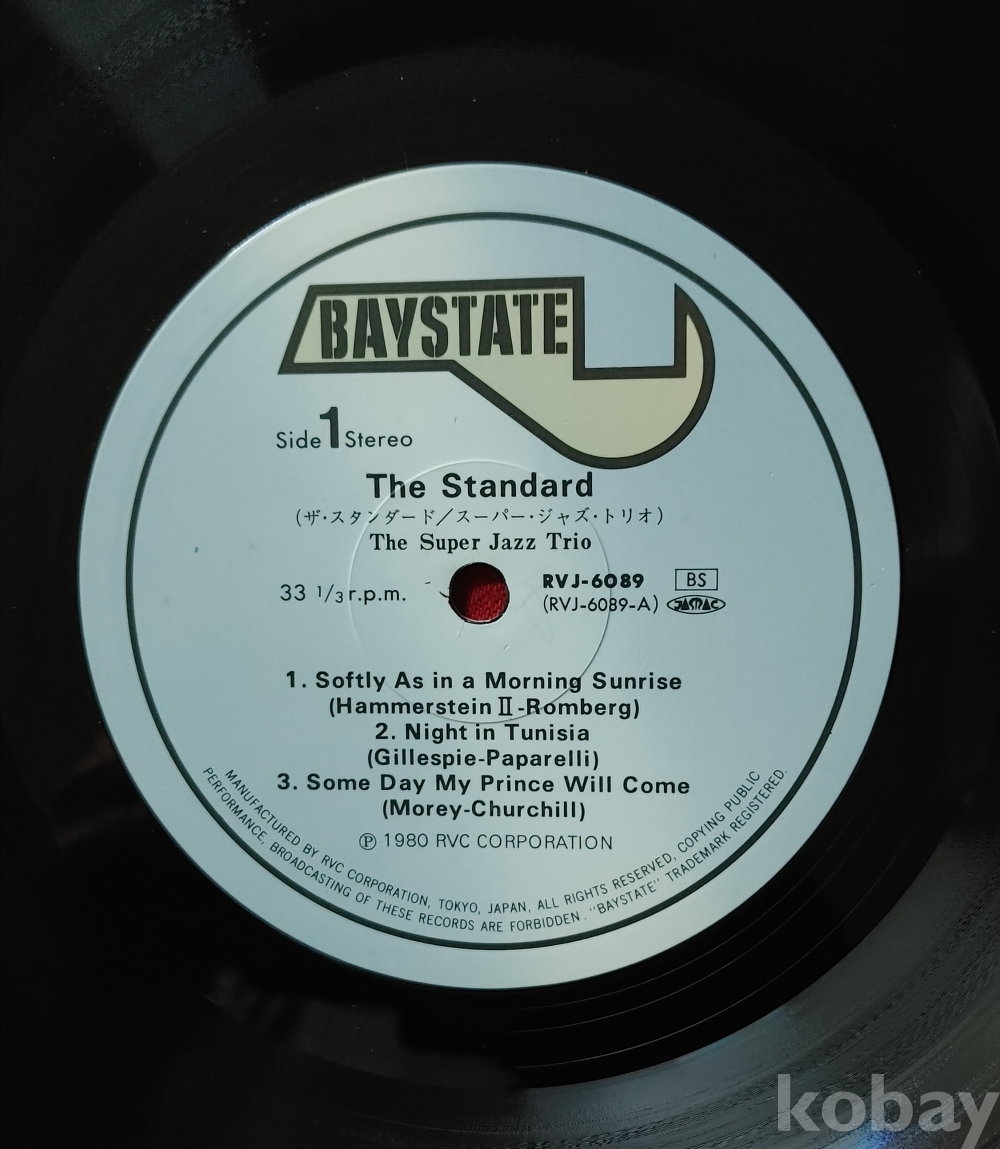 BAYSTATE
Side 1 Stereo
The Standard
(ザ・スタンダード/スーパー・ジャズ・トリオ)
The Super Jazz Trio
33 1/3 r.p.m.
RVJ-6089 BS
(RVJ-6089-A) JASRAC
1. Softly As in a Morning Sunrise
(Hammerstein II-Romberg)
2. Night in Tunisia
(Gillespie-Paparelli)
3. Some Day My Prince Will Come
(Morey-Churchill)
Ⓟ 1980 RVC CORPORATION
MANUFACTURED BY RVC CORPORATION, TOKYO, JAPAN, ALL RIGHTS RESERVED, COPYING PUBLIC
PERFORMANCE, BROADCASTING OF THESE RECORDS ARE FORBIDDEN. "BAYSTATE" TRADEMARK REGISTERED.
kobay